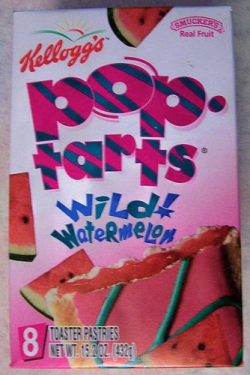 Kellogg's
SMUCKER'S
Real Fruit
pop.
tarts®
Wild!
Watermelon
8 TOASTER PASTRIES
NET WT. 15.2 OZ. (432g)